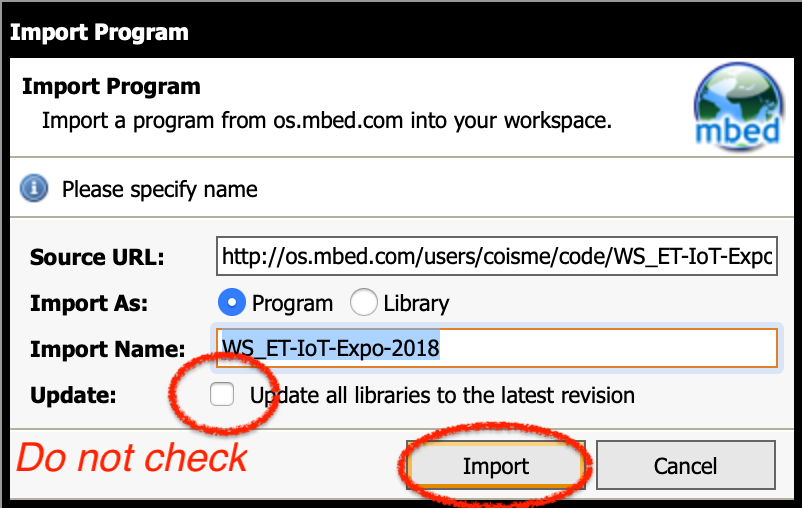 Import Program
Import Program
Import a program from os.mbed.com into your workspace.
mbed
Please specify name
Source URL: http://os.mbed.com/users/coisme/code/WS_ET-IoT-Expo
Import As: Program Library
Import Name: WS_ET-IoT-Expo-2018
Update: Update all libraries to the latest revision
Do not check Import Cancel